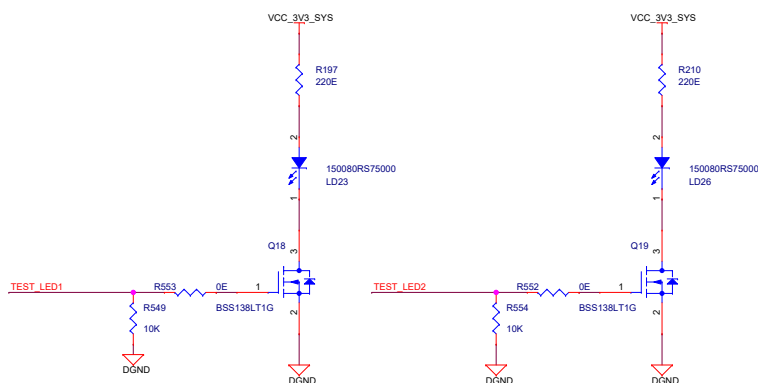 VCC_3V3_SYS
R197
220E
2
150080RS75000
LD23
1
Q18
3
TEST_LED1
R553
0E
1
BSS138LT1G
2
R549
10K
DGND
DGND
VCC_3V3_SYS
R210
220E
2
150080RS75000
LD26
1
Q19
3
TEST_LED2
R552
0E
1
BSS138LT1G
2
R554
10K
DGND
DGND